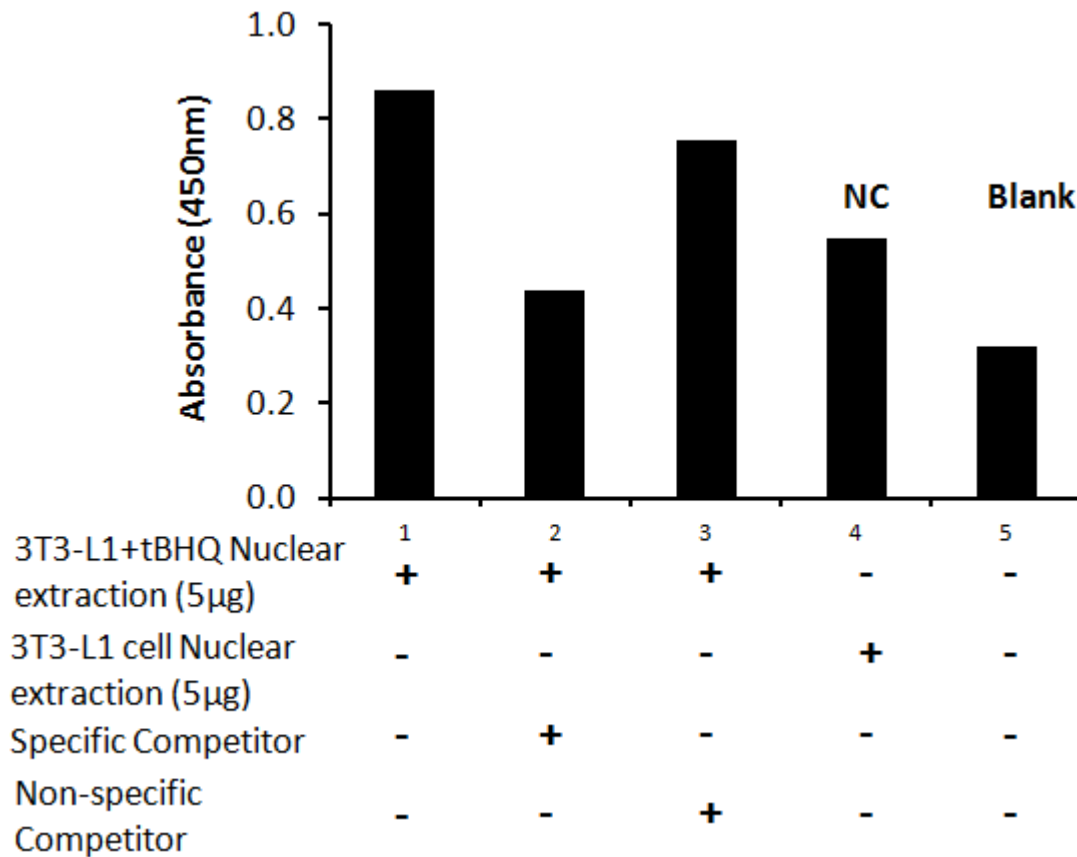 1.0
0.8
0.6
0.4
0.2
0.0
Absorbance (450nm)
NC
Blank
1 2 3 4 5
3T3-L1+tBHQ Nuclear
extraction (5µg)
+ + + - -
3T3-L1 cell Nuclear
extraction (5µg)
- - - + -
Specific Competitor - + - - -
Non-specific
Competitor
- - + - -